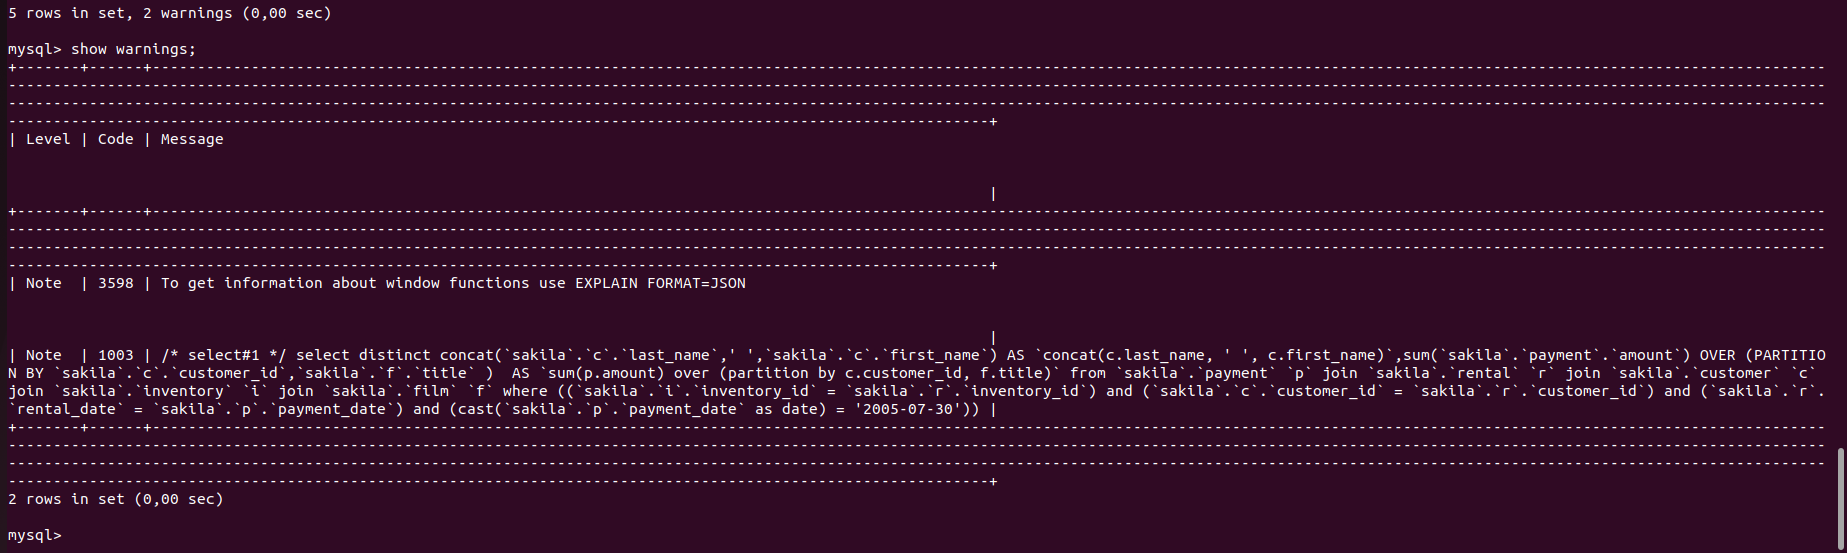 5 rows in set, 2 warnings (0,00 sec)
mysql> show warnings;
+-------+------+------------------------------------------------------------------------------------------------------------------------------------------------------------------------------------------
----------------------------------------------------------------------------------------------------------------------------------------------------------------------------------------------------------
----------------------------------------------------------------------------------------------------------------------------------------------------------------------------------------------------------
-------------------------------------------------------------------------------------------------------------+
| Level | Code | Message
|
+-------+------+------------------------------------------------------------------------------------------------------------------------------------------------------------------------------------------
----------------------------------------------------------------------------------------------------------------------------------------------------------------------------------------------------------
----------------------------------------------------------------------------------------------------------------------------------------------------------------------------------------------------------
-------------------------------------------------------------------------------------------------------------+
| Note  | 3598 | To get information about window functions use EXPLAIN FORMAT=JSON
|
| Note  | 1003 | /* select#1 */ select distinct concat(`sakila`.`c`.`last_name`,' ',`sakila`.`c`.`first_name`) AS `concat(c.last_name, ' ', c.first_name)`,sum(`sakila`.`payment`.`amount`) OVER (PARTITIO
N BY `sakila`.`c`.`customer_id`,`sakila`.`f`.`title` )  AS `sum(p.amount) over (partition by c.customer_id, f.title)` from `sakila`.`payment` `p` join `sakila`.`rental` `r` join `sakila`.`customer` `c`
join `sakila`.`inventory` `i` join `sakila`.`film` `f` where ((`sakila`.`i`.`inventory_id` = `sakila`.`r`.`inventory_id`) and (`sakila`.`c`.`customer_id` = `sakila`.`r`.`customer_id`) and (`sakila`.`r`.
`rental_date` = `sakila`.`p`.`payment_date`) and (cast(`sakila`.`p`.`payment_date` as date) = '2005-07-30')) |
+-------+------+------------------------------------------------------------------------------------------------------------------------------------------------------------------------------------------
----------------------------------------------------------------------------------------------------------------------------------------------------------------------------------------------------------
----------------------------------------------------------------------------------------------------------------------------------------------------------------------------------------------------------
-------------------------------------------------------------------------------------------------------------+
2 rows in set (0,00 sec)
mysql>